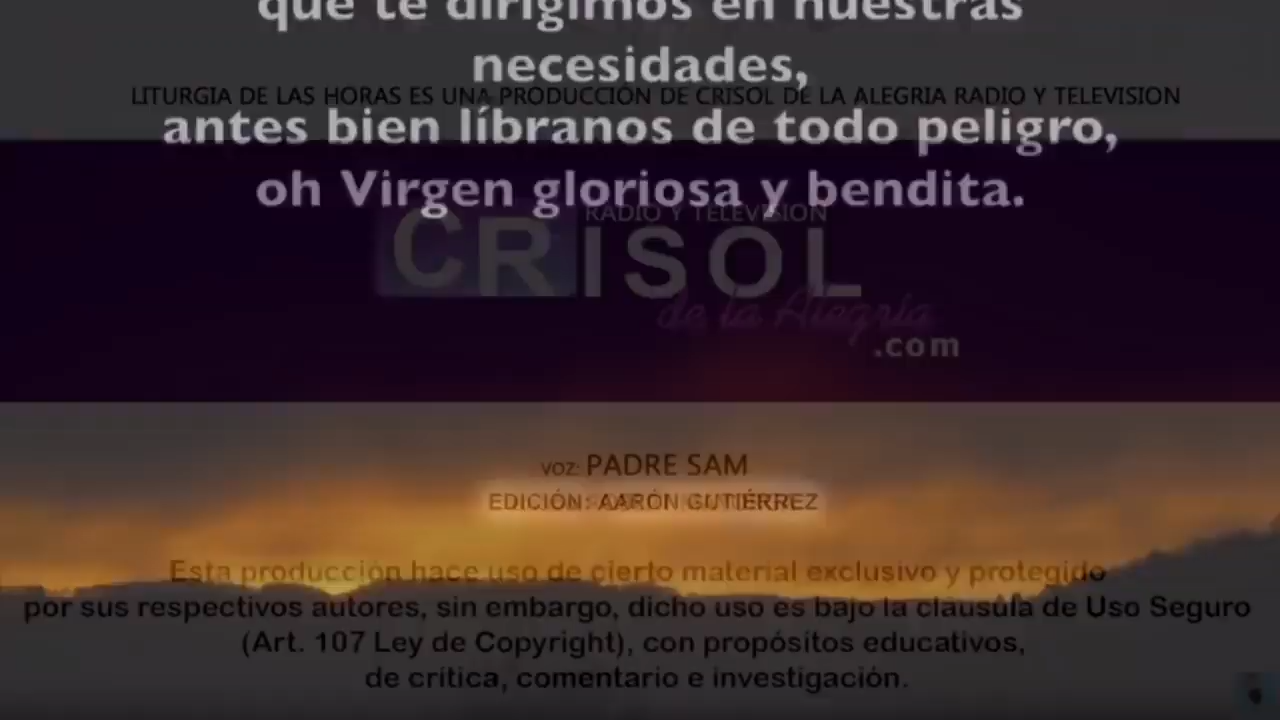 que te dirigimos en nuestras
necesidades,
LITURGIA DE LAS HORAS ES UNA PRODUCCIÓN DE CRISOL DE LA ALEGRIA RADIO Y TELEVISION
antes bien líbranos de todo peligro,
oh Virgen gloriosa y bendita.
RADIO Y TELEVISION
CRISOL
de la Alegría
.com
VOZ: PADRE SAM
EDICIÓN: AARÓN GUTIÉRREZ
Esta producción hace uso de cierto material exclusivo y protegido
por sus respectivos autores, sin embargo, dicho uso es bajo la clausula de Uso Seguro
(Art. 107 Ley de Copyright), con propósitos educativos,
de crítica, comentario e investigación.